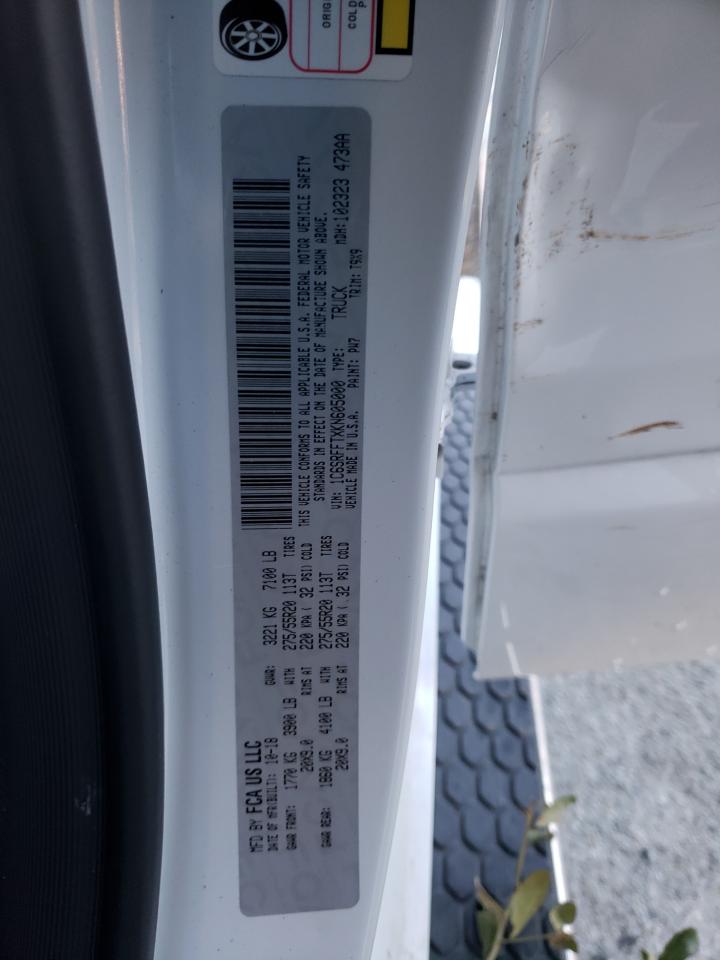 ORIG
COLD
P
MFD BY FCA US LLC
DATE OF MFR(BUILT): 10-18 GVWR: 3221 KG 7100 LB
GAWR FRONT: 1770 KG 3900 LB WITH 275/55R20 113T TIRES
20X9.0 RIMS AT 220 KPA ( 32 PSI) COLD
GAWR REAR: 1860 KG 4100 LB WITH 275/55R20 113T TIRES
20X9.0 RIMS AT 220 KPA ( 32 PSI) COLD
THIS VEHICLE CONFORMS TO ALL APPLICABLE U.S.A. FEDERAL MOTOR VEHICLE SAFETY
STANDARDS IN EFFECT ON THE DATE OF MANUFACTURE SHOWN ABOVE.
VIN: 1C6SRFFTXKN605000 TYPE: TRUCK MDH: 102323 473AA
VEHICLE MADE IN U.S.A. PAINT: PW7 TRIM: T9X9